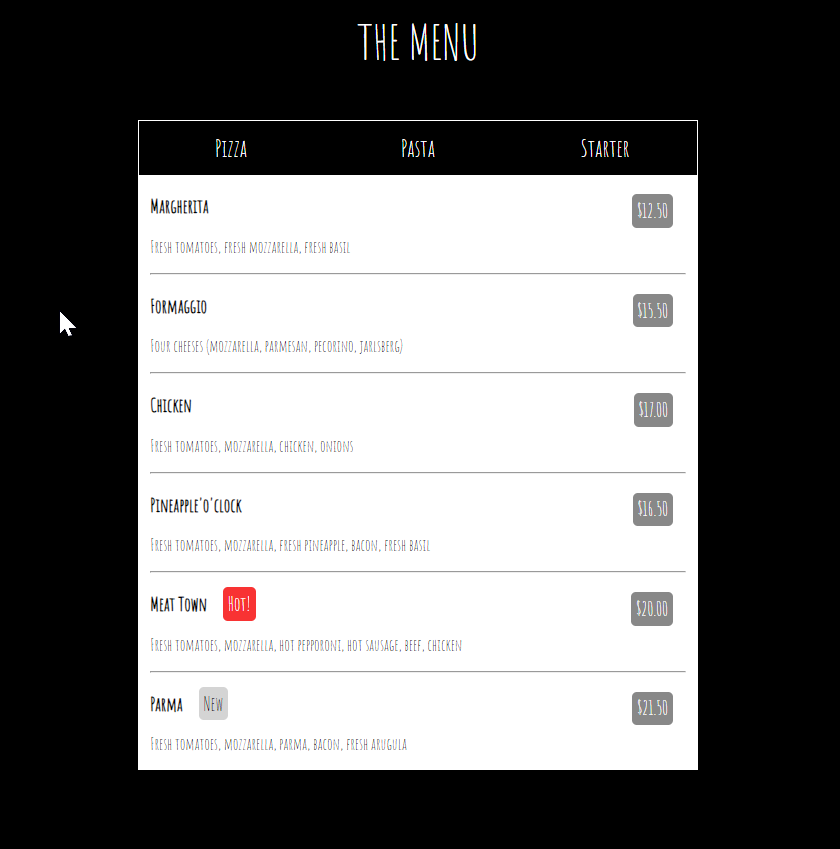 The Menu
Pizza Pasta Starter
Margherita $12.50
Fresh tomatoes, fresh mozzarella, fresh basil
Formaggio $15.50
Four cheeses (mozzarella, parmesan, pecorino, jarlsberg)
Chicken $17.00
Fresh tomatoes, mozzarella, chicken, onions
Pineapple'o'clock $16.50
Fresh tomatoes, mozzarella, fresh pineapple, bacon, fresh basil
Meat Town Hot! $20.00
Fresh tomatoes, mozzarella, hot pepporoni, hot sausage, beef, chicken
Parma New $21.50
Fresh tomatoes, mozzarella, parma, bacon, fresh arugula